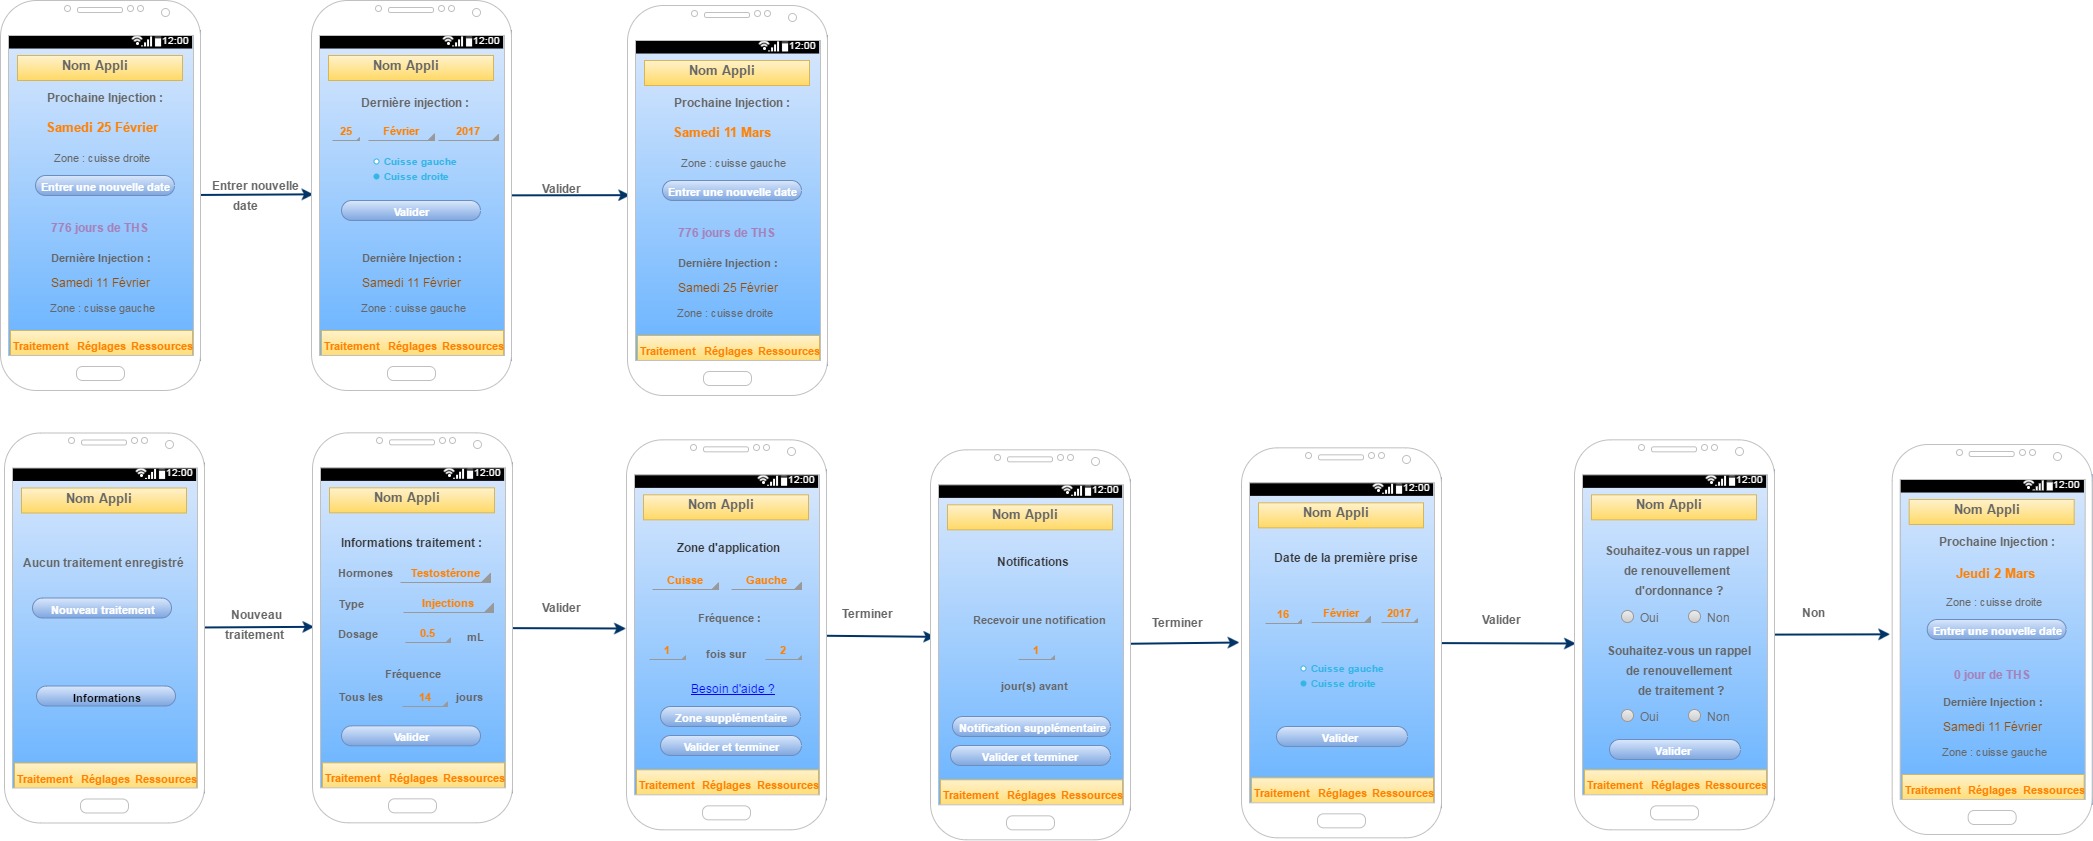 12:00
Nom Appli
Prochaine Injection :
Samedi 25 Février
Zone : cuisse droite
Entrer une nouvelle date
776 jours de THS
Dernière Injection :
Samedi 11 Février
Zone : cuisse gauche
Traitement Réglages Ressources
Entrer nouvelle
date
12:00
Nom Appli
Dernière injection :
25 Février 2017
Cuisse gauche
Cuisse droite
Valider
Dernière Injection :
Samedi 11 Février
Zone : cuisse gauche
Traitement Réglages Ressources
Valider
12:00
Nom Appli
Prochaine Injection :
Samedi 11 Mars
Zone : cuisse gauche
Entrer une nouvelle date
776 jours de THS
Dernière Injection :
Samedi 25 Février
Zone : cuisse droite
Traitement Réglages Ressources
12:00
Nom Appli
Aucun traitement enregistré
Nouveau traitement
Informations
Traitement Réglages Ressources
Nouveau
traitement
12:00
Nom Appli
Informations traitement :
Hormones Testostérone
Type Injections
Dosage 0.5 mL
Fréquence
Tous les 14 jours
Valider
Traitement Réglages Ressources
Valider
12:00
Nom Appli
Zone d'application
Cuisse Gauche
Fréquence :
1 fois sur 2
Besoin d'aide ?
Zone supplémentaire
Valider et terminer
Traitement Réglages Ressources
Terminer
12:00
Nom Appli
Notifications
Recevoir une notification
1
jour(s) avant
Notification supplémentaire
Valider et terminer
Traitement Réglages Ressources
Terminer
12:00
Nom Appli
Date de la première prise
16 Février 2017
Cuisse gauche
Cuisse droite
Valider
Traitement Réglages Ressources
Valider
12:00
Nom Appli
Souhaitez-vous un rappel
de renouvellement
d'ordonnance ?
Oui Non
Souhaitez-vous un rappel
de renouvellement
de traitement ?
Oui Non
Valider
Traitement Réglages Ressources
Non
12:00
Nom Appli
Prochaine Injection :
Jeudi 2 Mars
Zone : cuisse droite
Entrer une nouvelle date
0 jour de THS
Dernière Injection :
Samedi 11 Février
Zone : cuisse gauche
Traitement Réglages Ressources